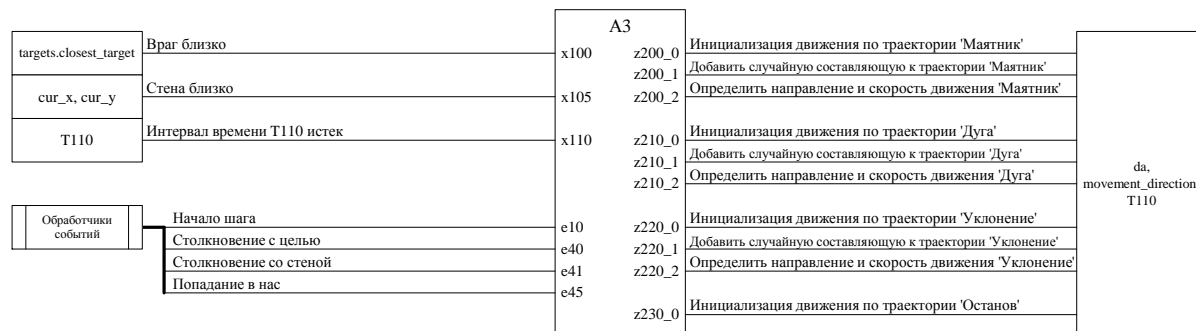 A3
targets.closest_target
Враг близко
x100
cur_x, cur_y
Стена близко
x105
T110
Интервал времени T110 истек
x110
Обработчики
событий
Начало шага
e10
Столкновение с целью
e40
Столкновение со стеной
e41
Попадание в нас
e45
z200_0
Инициализация движения по траектории 'Маятник'
z200_1
Добавить случайную составляющую к траектории 'Маятник'
z200_2
Определить направление и скорость движения 'Маятник'
z210_0
Инициализация движения по траектории 'Дуга'
z210_1
Добавить случайную составляющую к траектории 'Дуга'
z210_2
Определить направление и скорость движения 'Дуга'
z220_0
Инициализация движения по траектории 'Уклонение'
z220_1
Добавить случайную составляющую к траектории 'Уклонение'
z220_2
Определить направление и скорость движения 'Уклонение'
z230_0
Инициализация движения по траектории 'Останов'
da,
movement_direction
T110